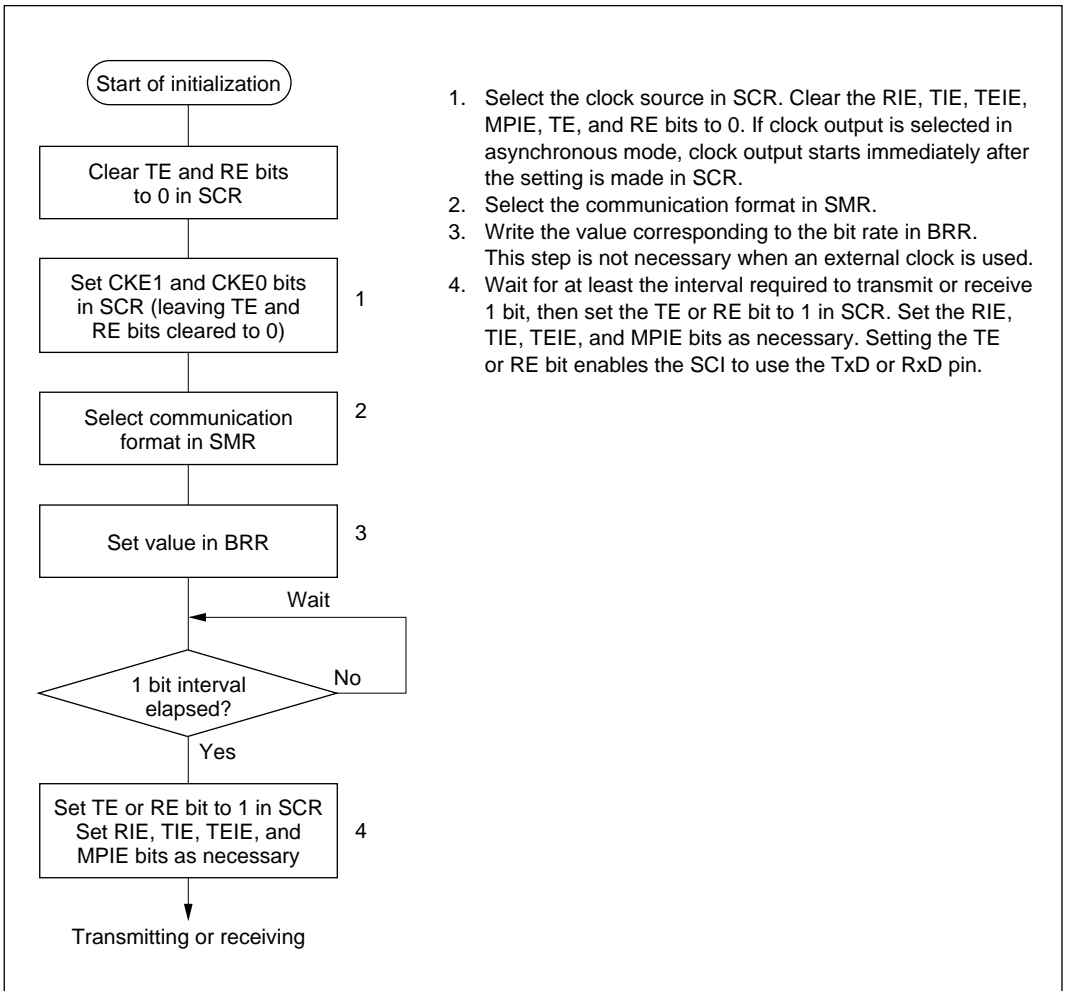 Start of initialization
Clear TE and RE bits
to 0 in SCR
Set CKE1 and CKE0 bits
in SCR (leaving TE and
RE bits cleared to 0)
1
Select communication
format in SMR
2
Set value in BRR
3
Wait
1 bit interval
elapsed?
No
Yes
Set TE or RE bit to 1 in SCR
Set RIE, TIE, TEIE, and
MPIE bits as necessary
4
Transmitting or receiving
1. Select the clock source in SCR. Clear the RIE, TIE, TEIE,
MPIE, TE, and RE bits to 0. If clock output is selected in
asynchronous mode, clock output starts immediately after
the setting is made in SCR.
2. Select the communication format in SMR.
3. Write the value corresponding to the bit rate in BRR.
This step is not necessary when an external clock is used.
4. Wait for at least the interval required to transmit or receive
1 bit, then set the TE or RE bit to 1 in SCR. Set the RIE,
TIE, TEIE, and MPIE bits as necessary. Setting the TE
or RE bit enables the SCI to use the TxD or RxD pin.